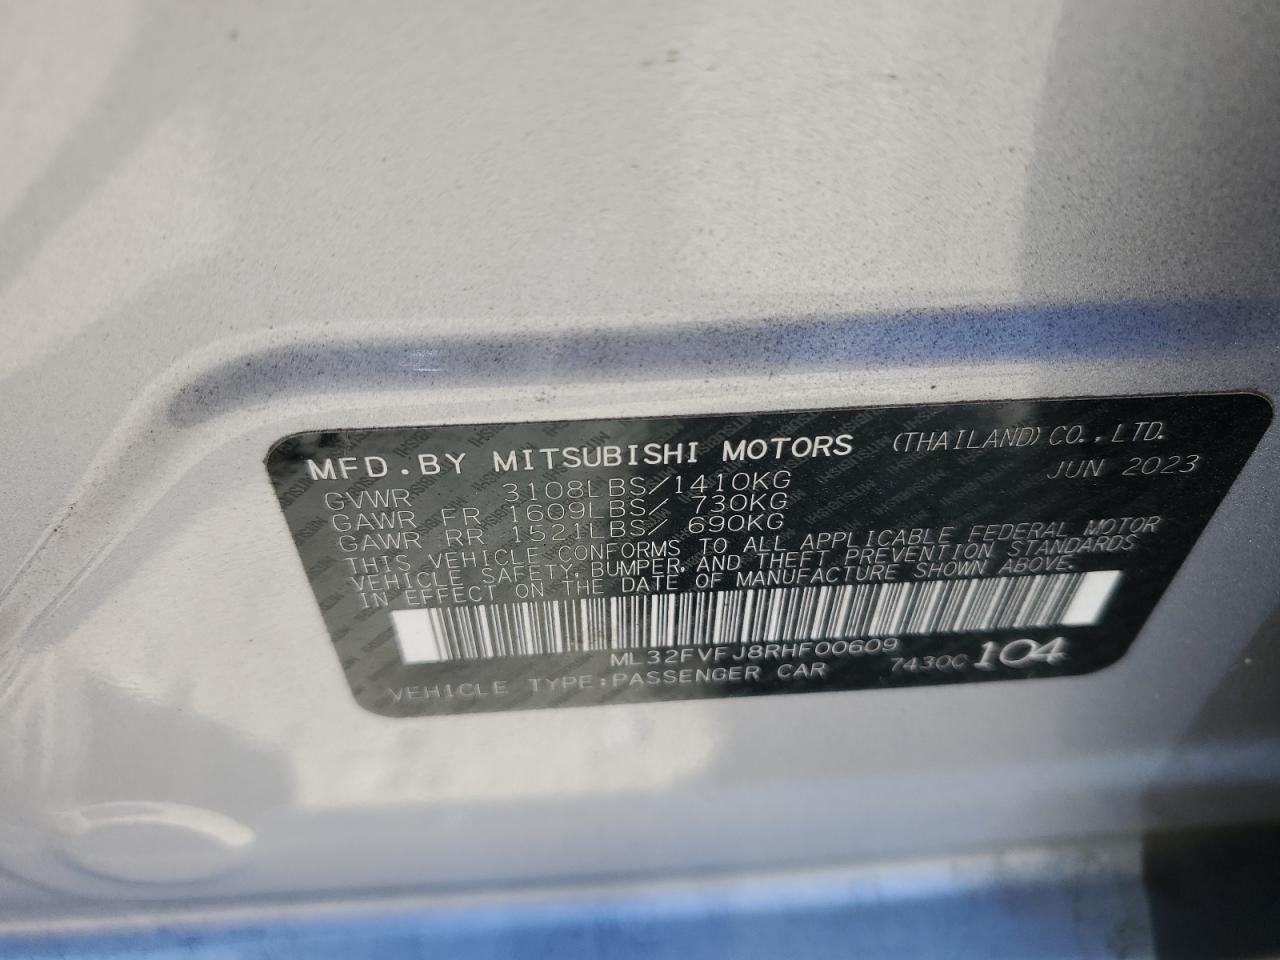 MFD. BY MITSUBISHI MOTORS (THAILAND) CO., LTD.
GVWR 3108LBS/1410KG JUN 2023
GAWR FR 1609LBS/ 730KG
GAWR RR 1521LBS/ 690KG
THIS VEHICLE CONFORMS TO ALL APPLICABLE FEDERAL MOTOR
VEHICLE SAFETY, BUMPER, AND THEFT PREVENTION STANDARDS
IN EFFECT ON THE DATE OF MANUFACTURE SHOWN ABOVE.
ML32FVFJ8RHF00609
VEHICLE TYPE:PASSENGER CAR 7430C 104